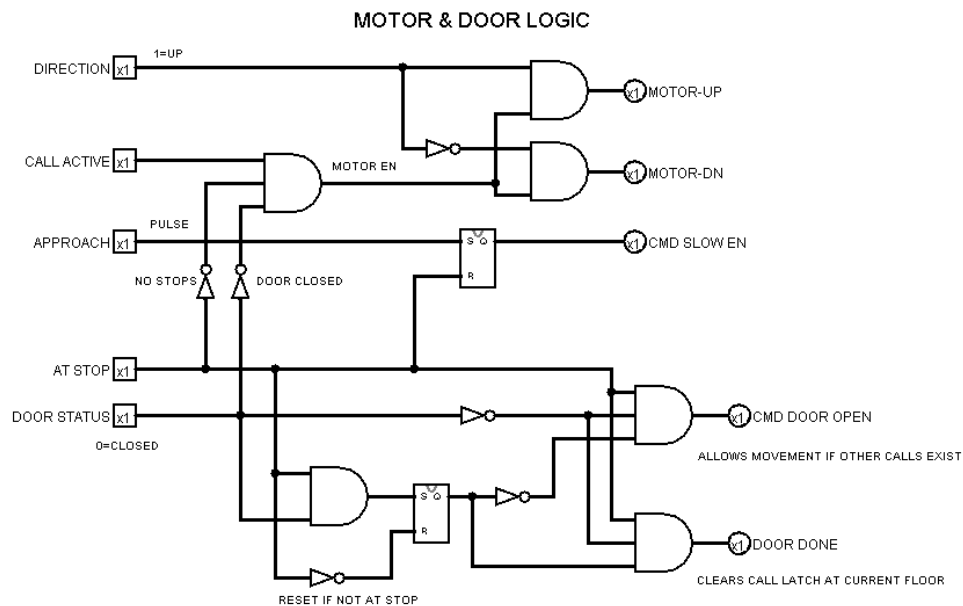 MOTOR & DOOR LOGIC
1=UP
DIRECTION x1
x1 MOTOR-UP
CALL ACTIVE x1
MOTOR EN
x1 MOTOR-DN
PULSE
APPROACH x1
S Q
x1 CMD SLOW EN
R
NO STOPS
DOOR CLOSED
AT STOP x1
DOOR STATUS x1
x1 CMD DOOR OPEN
0=CLOSED
ALLOWS MOVEMENT IF OTHER CALLS EXIST
S Q
R
x1 DOOR DONE
CLEARS CALL LATCH AT CURRENT FLOOR
RESET IF NOT AT STOP